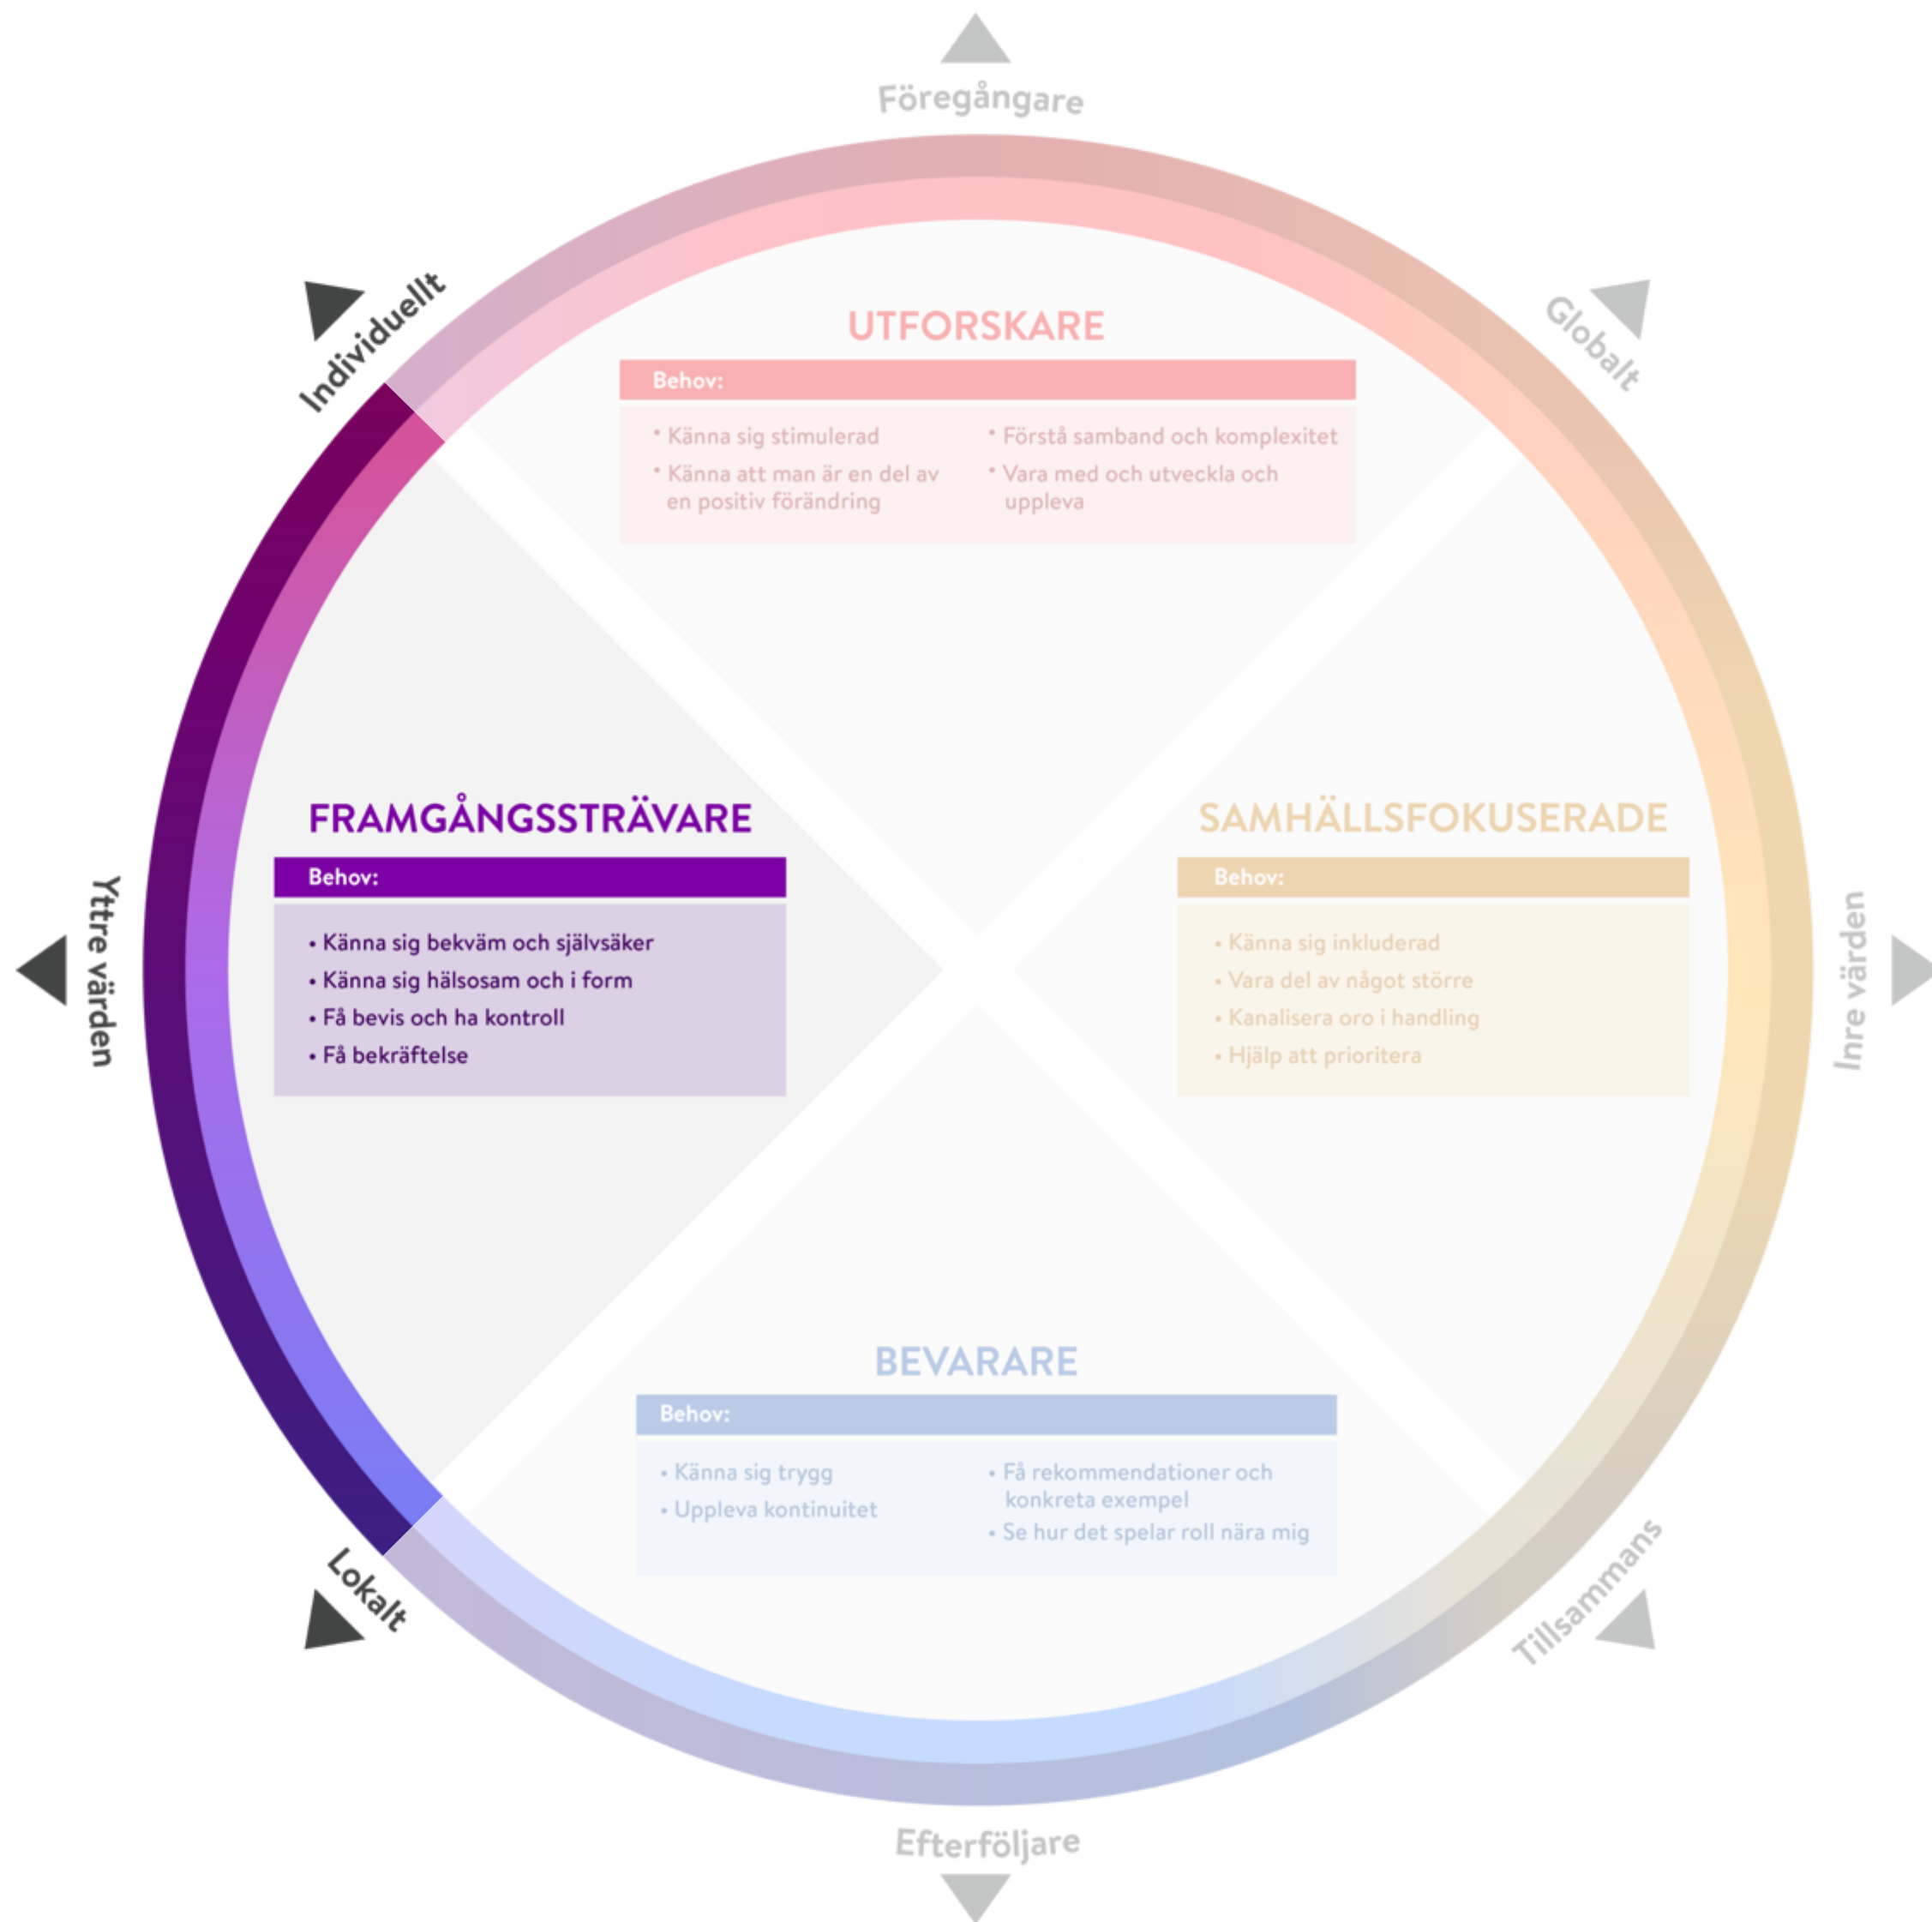 Föregångare
Individuellt
Globalt
UTFORSKARE
Behov:
• Känna sig stimulerad
• Känna att man är en del av
en positiv förändring
• Förstå samband och komplexitet
• Vara med och utveckla och
uppleva
FRAMGÅNGSSTRÄVARE
Behov:
• Känna sig bekväm och självsäker
• Känna sig hälsosam och i form
• Få bevis och ha kontroll
• Få bekräftelse
SAMHÄLLSFOKUSERADE
Behov:
• Känna sig inkluderad
• Vara del av något större
• Kanalisera oro i handling
• Hjälp att prioritera
Yttre värden
Inre värden
BEVARARE
Behov:
• Känna sig trygg
• Uppleva kontinuitet
• Få rekommendationer och
konkreta exempel
• Se hur det spelar roll nära mig
Lokalt
Tillsammans
Efterföljare